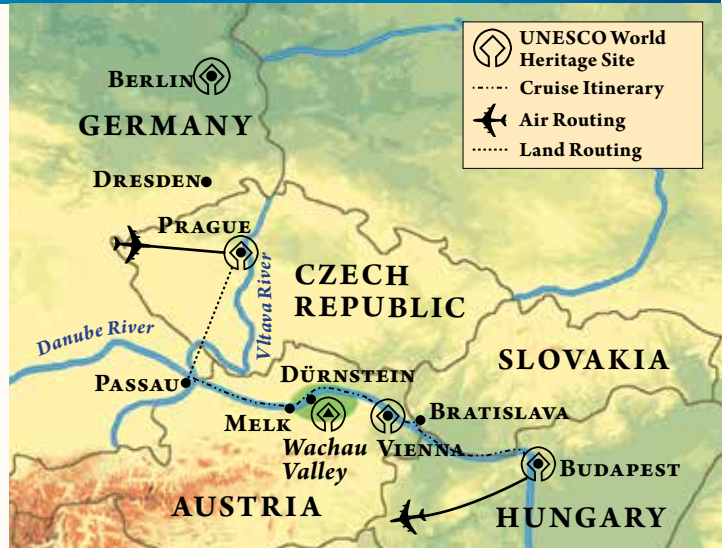 UNESCO World
Heritage Site
Cruise Itinerary
Air Routing
Land Routing
BERLIN
GERMANY
DRESDEN
PRAGUE
CZECH
REPUBLIC
Vltava River
Danube River
SLOVAKIA
PASSAU
DÜRNSTEIN
MELK
BRATISLAVA
VIENNA
Wachau
Valley
BUDAPEST
AUSTRIA
HUNGARY